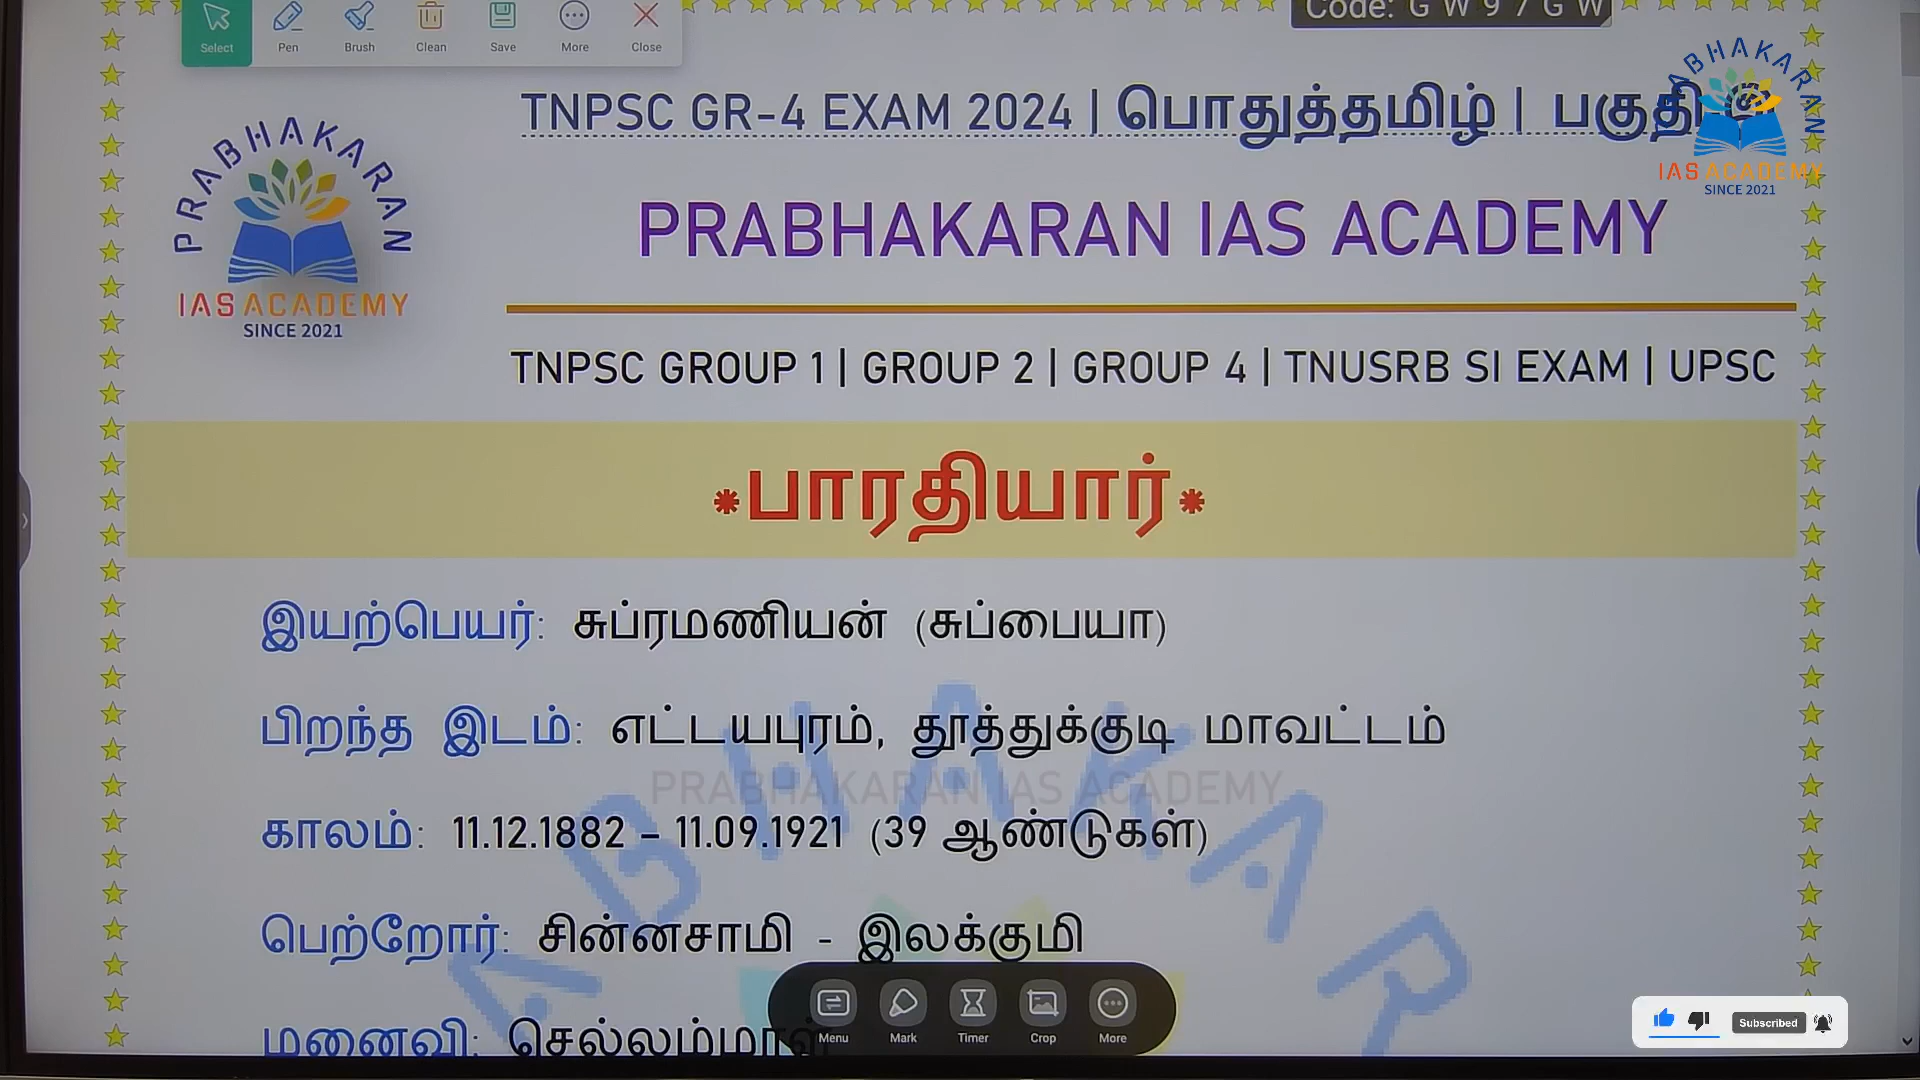 Select Pen Brush Clean Save More Close
Code: G W 9 7 G W
TNPSC GR-4 EXAM 2024 | பொதுத்தமிழ் | பகுதி
PRABHAKARAN
IAS ACADEMY
SINCE 2021
PRABHAKARAN
IAS ACADEMY
SINCE 2021
PRABHAKARAN IAS ACADEMY
TNPSC GROUP 1 | GROUP 2 | GROUP 4 | TNUSRB SI EXAM | UPSC
*பாரதியார்*
இயற்பெயர்: சுப்ரமணியன் (சுப்பையா)
பிறந்த இடம்: எட்டயபுரம், தூத்துக்குடி மாவட்டம்
PRABHAKARAN IAS ACADEMY
காலம்: 11.12.1882 – 11.09.1921 (39 ஆண்டுகள்)
பெற்றோர்: சின்னசாமி - இலக்குமி
மனைவி: செல்லம்மாள்
Menu Mark Timer Crop More
Subscribed